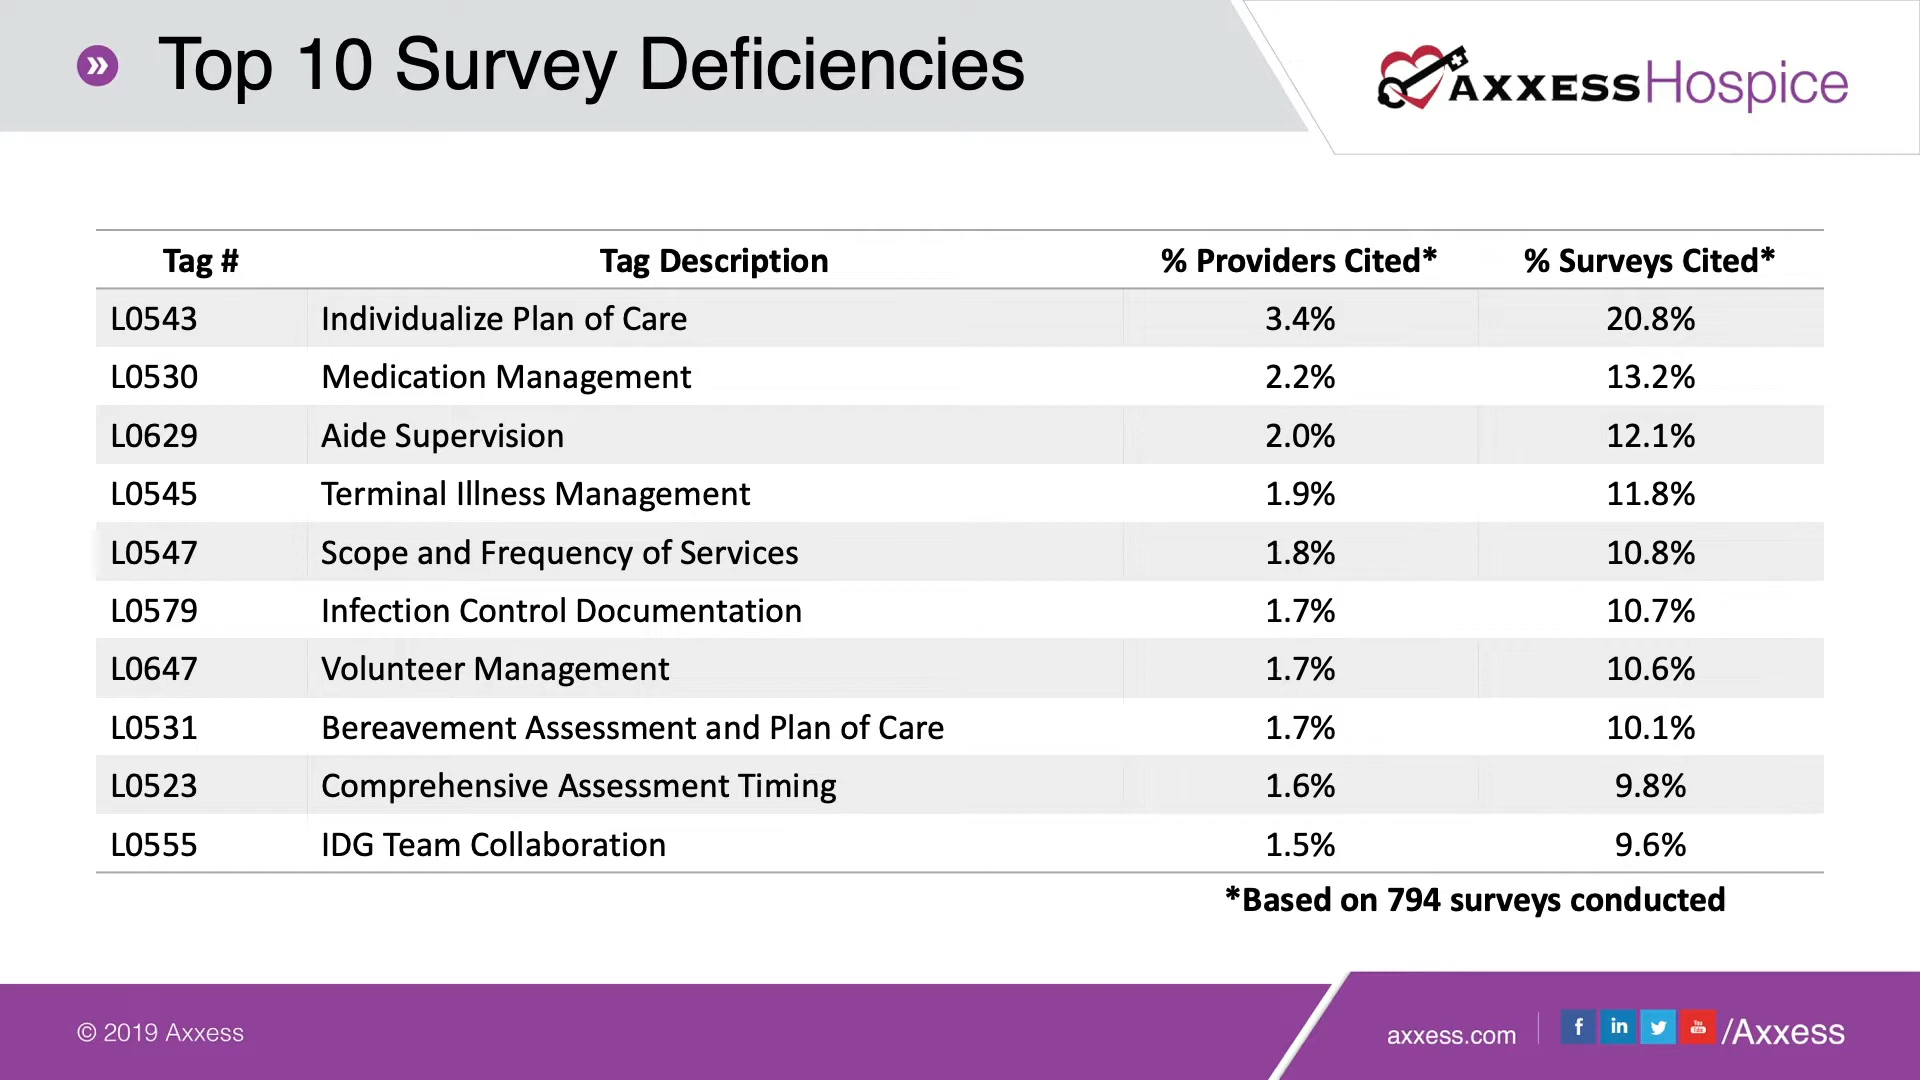 Top 10 Survey Deficiencies
AXXESS Hospice
Tag # Tag Description % Providers Cited* % Surveys Cited*
L0543 Individualize Plan of Care 3.4% 20.8%
L0530 Medication Management 2.2% 13.2%
L0629 Aide Supervision 2.0% 12.1%
L0545 Terminal Illness Management 1.9% 11.8%
L0547 Scope and Frequency of Services 1.8% 10.8%
L0579 Infection Control Documentation 1.7% 10.7%
L0647 Volunteer Management 1.7% 10.6%
L0531 Bereavement Assessment and Plan of Care 1.7% 10.1%
L0523 Comprehensive Assessment Timing 1.6% 9.8%
L0555 IDG Team Collaboration 1.5% 9.6%
*Based on 794 surveys conducted
© 2019 Axxess
axxess.com f in You Tube /Axxess